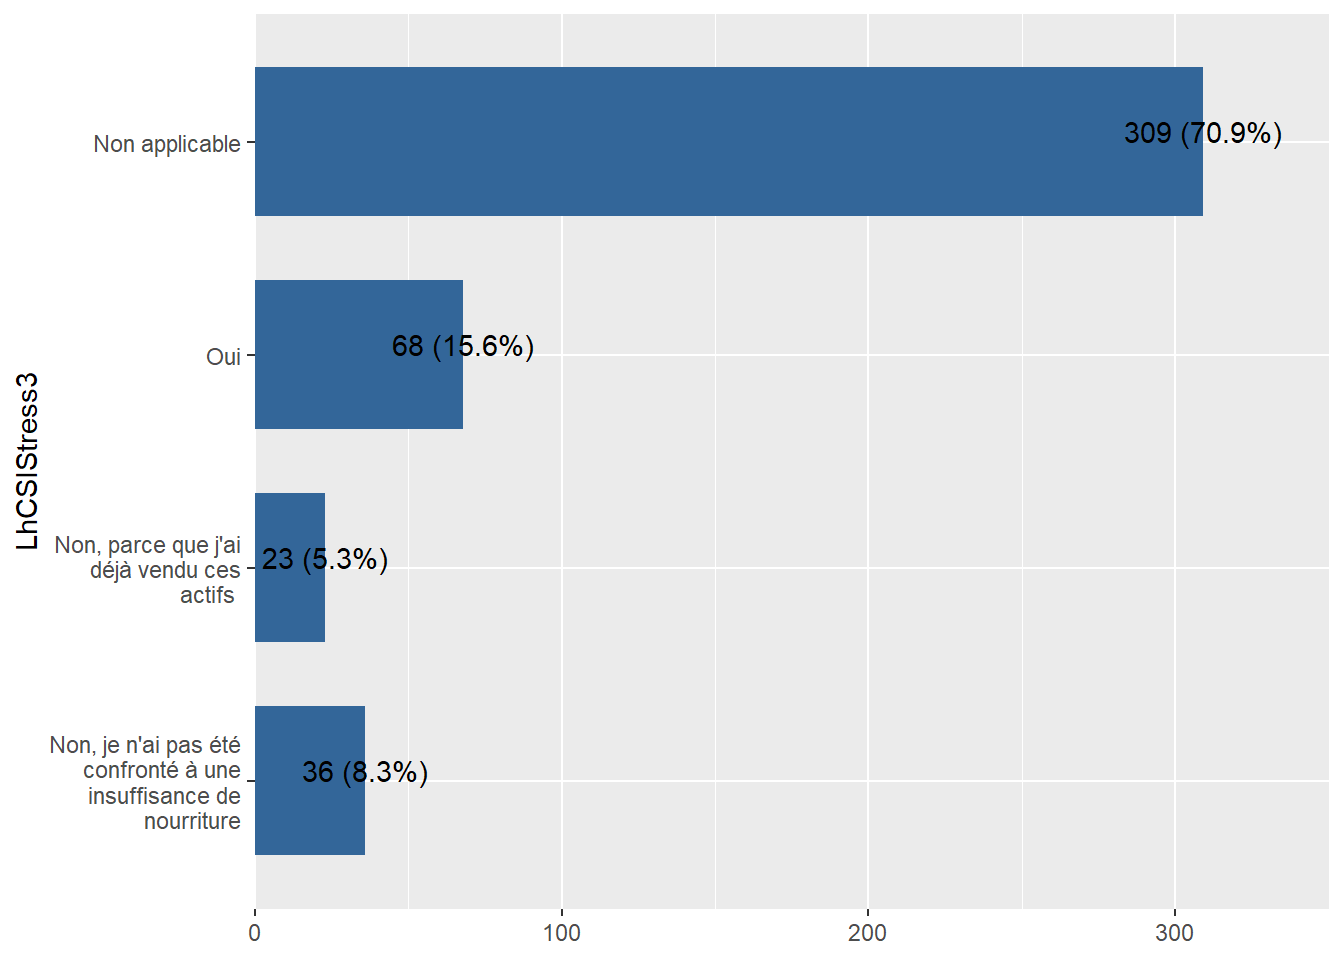 LhCSIStress3
Non applicable
309 (70.9%)
Oui
68 (15.6%)
Non, parce que j'ai
déjà vendu ces
actifs
23 (5.3%)
Non, je n'ai pas été
confronté à une
insuffisance de
nourriture
36 (8.3%)
0
100
200
300